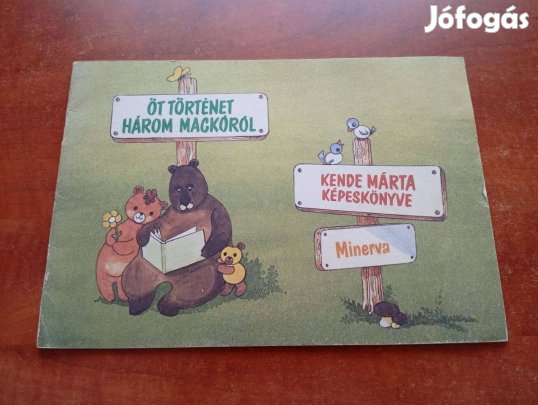 Jófogás
ÖT TÖRTÉNET
HÁROM MACKÓRÓL
KENDE MÁRTA
KÉPESKÖNYVE
Minerva